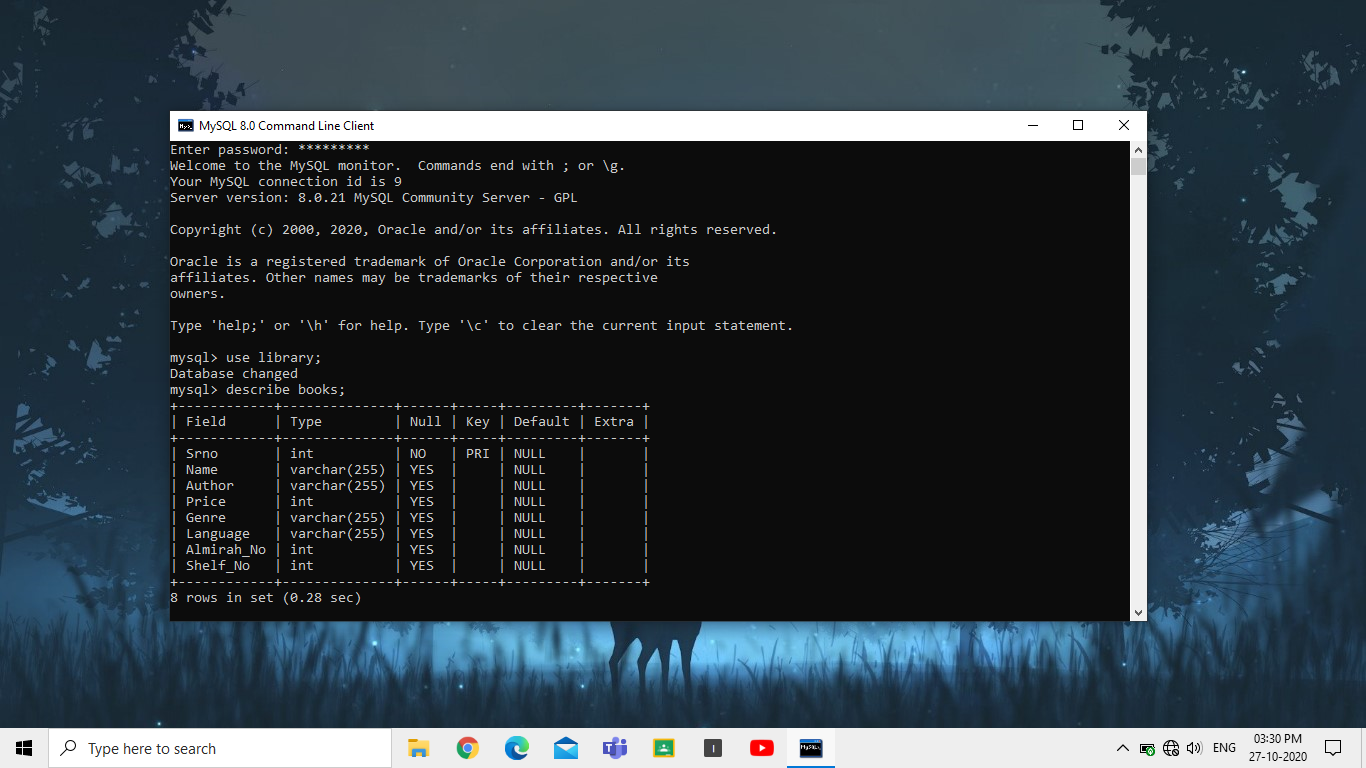 MySQL 8.0 Command Line Client
Enter password: *********
Welcome to the MySQL monitor.  Commands end with ; or \g.
Your MySQL connection id is 9
Server version: 8.0.21 MySQL Community Server - GPL

Copyright (c) 2000, 2020, Oracle and/or its affiliates. All rights reserved.

Oracle is a registered trademark of Oracle Corporation and/or its
affiliates. Other names may be trademarks of their respective
owners.

Type 'help;' or '\h' for help. Type '\c' to clear the current input statement.

mysql> use library;
Database changed
mysql> describe books;
+------------+--------------+------+-----+---------+-------+
| Field      | Type         | Null | Key | Default | Extra |
+------------+--------------+------+-----+---------+-------+
| Srno       | int          | NO   | PRI | NULL    |       |
| Name       | varchar(255) | YES  |     | NULL    |       |
| Author     | varchar(255) | YES  |     | NULL    |       |
| Price      | int          | YES  |     | NULL    |       |
| Genre      | varchar(255) | YES  |     | NULL    |       |
| Language   | varchar(255) | YES  |     | NULL    |       |
| Almirah_No | int          | YES  |     | NULL    |       |
| Shelf_No   | int          | YES  |     | NULL    |       |
+------------+--------------+------+-----+---------+-------+
8 rows in set (0.28 sec)
Type here to search
ENG
03:30 PM
27-10-2020